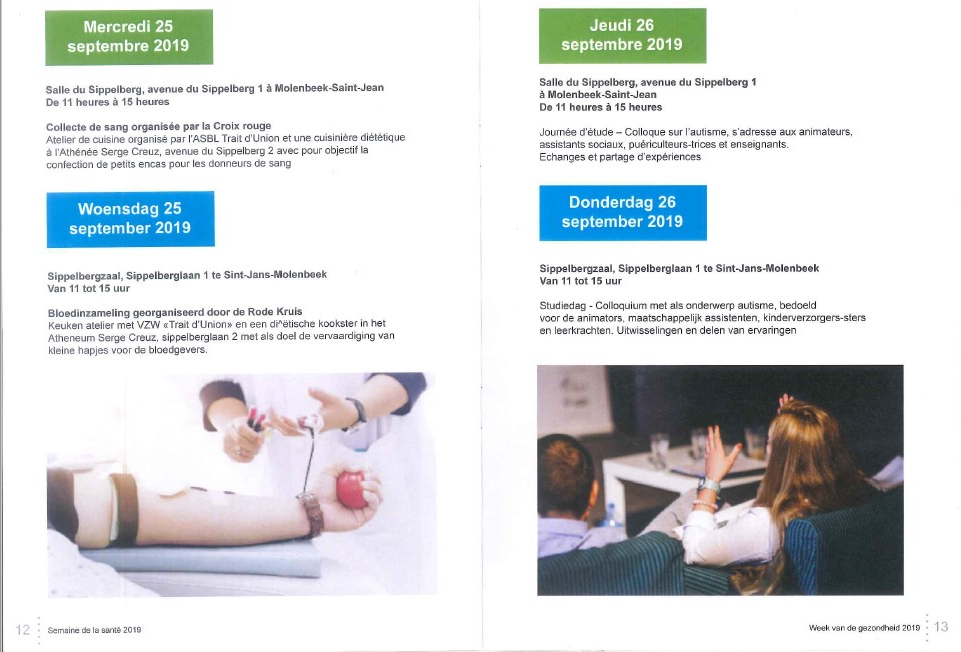 Mercredi 25
septembre 2019
Salle du Sippelberg, avenue du Sippelberg 1 à Molenbeek-Saint-Jean
De 11 heures à 15 heures
Collecte de sang organisée par la Croix rouge
Atelier de cuisine organisé par l'ASBL Trait d'Union et une cuisinière diététique
à l'Athénée Serge Creuz, avenue du Sippelberg 2 avec pour objectif la
confection de petits encas pour les donneurs de sang
Woensdag 25
september 2019
Sippelbergzaal, Sippelberglaan 1 te Sint-Jans-Molenbeek
Van 11 tot 15 uur
Bloedinzameling georganiseerd door de Rode Kruis
Keuken atelier met VZW «Trait d'Union» en een di^ëtische kookster in het
Atheneum Serge Creuz, sippelberglaan 2 met als doel de vervaardiging van
kleine hapjes voor de bloedgevers.
12
Semaine de la santé 2019
Jeudi 26
septembre 2019
Salle du Sippelberg, avenue du Sippelberg 1
à Molenbeek-Saint-Jean
De 11 heures à 15 heures
Journée d'étude – Colloque sur l'autisme, s'adresse aux animateurs,
assistants sociaux, puériculteurs-trices et enseignants.
Echanges et partage d'expériences
Donderdag 26
september 2019
Sippelbergzaal, Sippelberglaan 1 te Sint-Jans-Molenbeek
Van 11 tot 15 uur
Studiedag - Colloquium met als onderwerp autisme, bedoeld
voor de animators, maatschappelijk assistenten, kinderverzorgers-sters
en leerkrachten. Uitwisselingen en delen van ervaringen
Week van de gezondheid 2019
13